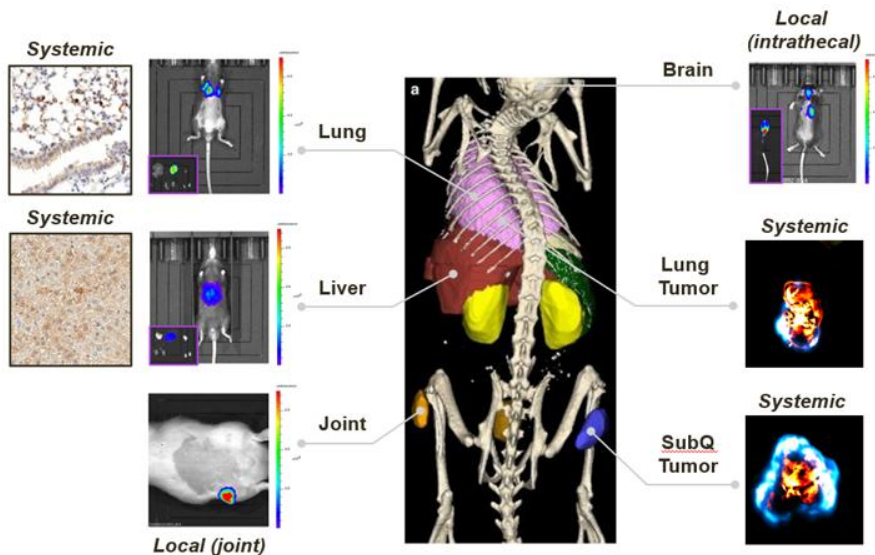 Systemic
Lung
Systemic
Liver
Joint
Local (joint)
a
Local
(intrathecal)
Brain
Systemic
Lung
Tumor
Systemic
SubQ
Tumor